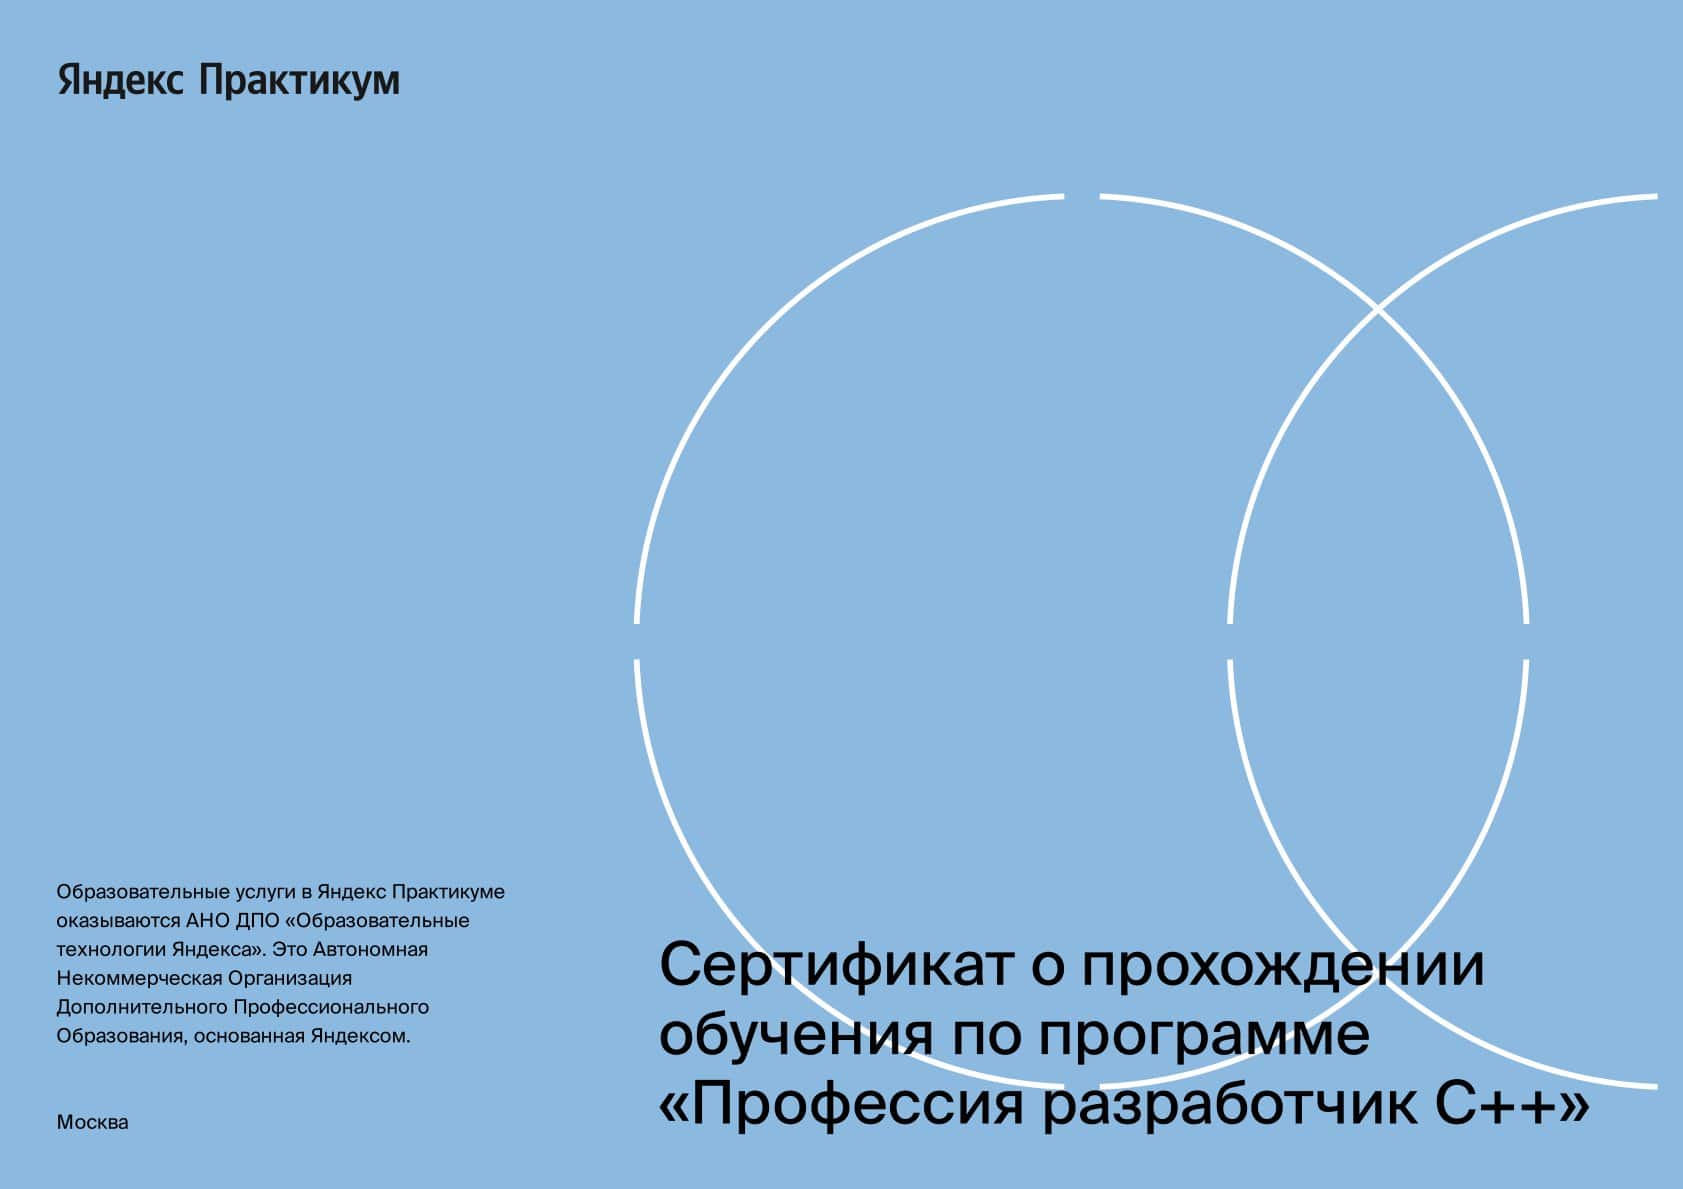 Яндекс Практикум
Образовательные услуги в Яндекс Практикуме
оказываются АНО ДПО «Образовательные
технологии Яндекса». Это Автономная
Некоммерческая Организация
Дополнительного Профессионального
Образования, основанная Яндексом.
Москва
Сертификат о прохождении
обучения по программе
«Профессия разработчик C++»